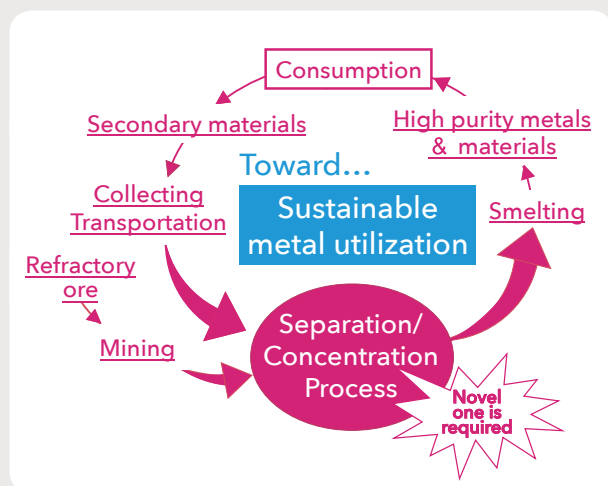 Consumption
Secondary materials
High purity metals
& materials
Toward...
Collecting
Transportation
Sustainable
metal utilization
Smelting
Refractory
ore
Mining
Separation/
Concentration
Process
Novel
one is
required